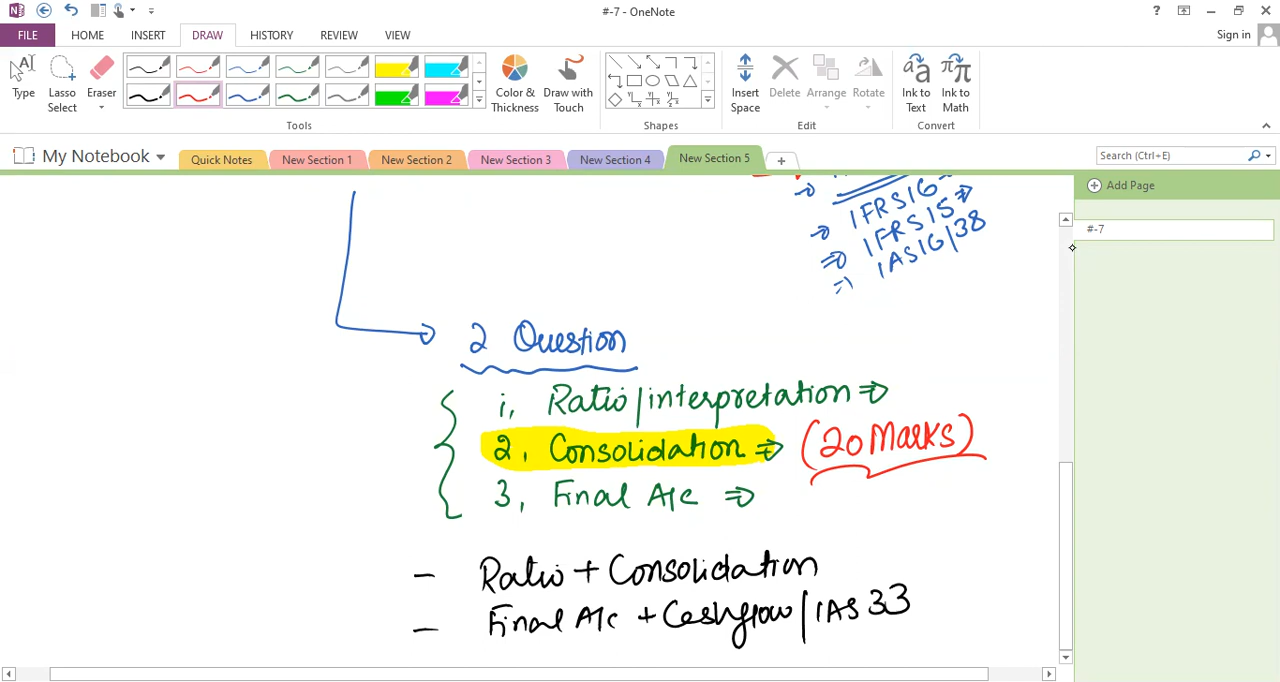 #-7 - OneNote
FILE HOME INSERT DRAW HISTORY REVIEW VIEW Sign in
Type Lasso Select Eraser Color & Thickness Draw with Touch Insert Space Delete Arrange Rotate Ink to Text Ink to Math
Tools Shapes Edit Convert
My Notebook Quick Notes New Section 1 New Section 2 New Section 3 New Section 4 New Section 5 Search (Ctrl+E)
Add Page
#-7
→ IFRS16 ⇒
⇒ IFRS15
⇒ IAS16/38
2 Question
i, Ratio/interpretation ⇒
2, Consolidation ⇒ (20 Marks)
3, Final A/c ⇒
– Ratio + Consolidation
– Final A/c + Cashflow/IAS 33